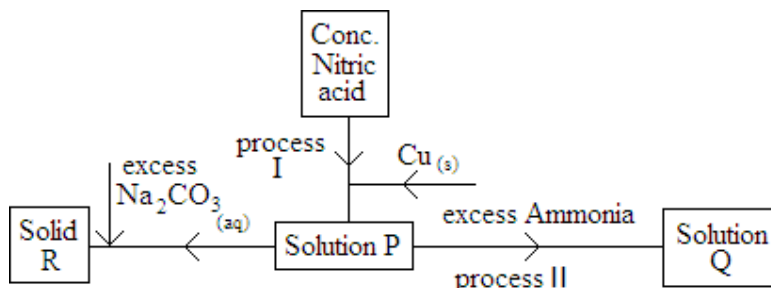 Conc.
Nitric
acid
process
I
Cu (s)
excess
Na₂CO₃
(aq)
Solid
R
Solution P
excess Ammonia
process II
Solution
Q